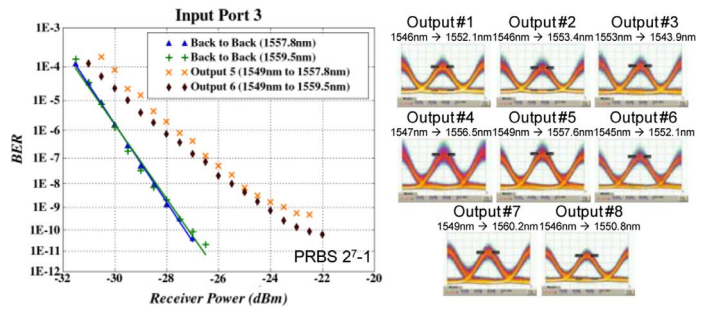 Input Port 3
BER
1E-3
1E-4
1E-5
1E-6
1E-7
1E-8
1E-9
1E-10
1E-11
1E-12
Back to Back (1557.8nm)
Back to Back (1559.5nm)
Output 5 (1549nm to 1557.8nm)
Output 6 (1549nm to 1559.5nm)
PRBS 2⁷-1
-32
-30
-28
-26
-24
-22
-20
Receiver Power (dBm)
Output #1
1546nm → 1552.1nm
Output #2
1546nm → 1553.4nm
Output #3
1553nm → 1543.9nm
Output #4
1547nm → 1556.5nm
Output #5
1549nm → 1557.6nm
Output #6
1545nm → 1552.1nm
Output #7
1549nm → 1560.2nm
Output #8
1546nm → 1550.8nm